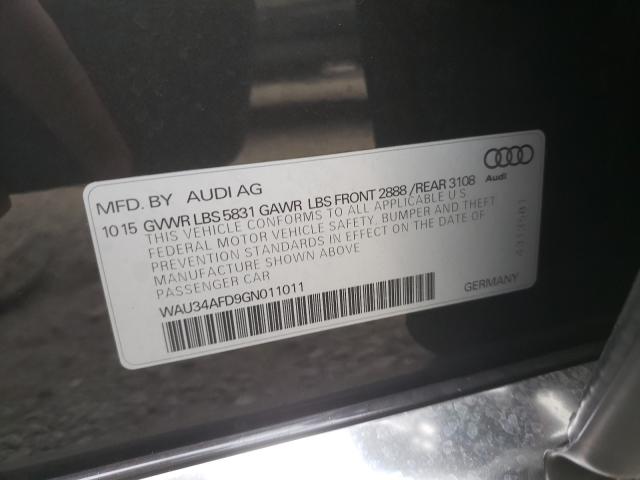 MFD. BY AUDI AG
Audi
10 15 GVWR LBS 5831 GAWR LBS FRONT 2888 / REAR 3108
THIS VEHICLE CONFORMS TO ALL APPLICABLE U S
FEDERAL MOTOR VEHICLE SAFETY, BUMPER AND THEFT
PREVENTION STANDARDS IN EFFECT ON THE DATE OF
MANUFACTURE SHOWN ABOVE
PASSENGER CAR
WAU34AFD9GN011011
GERMANY